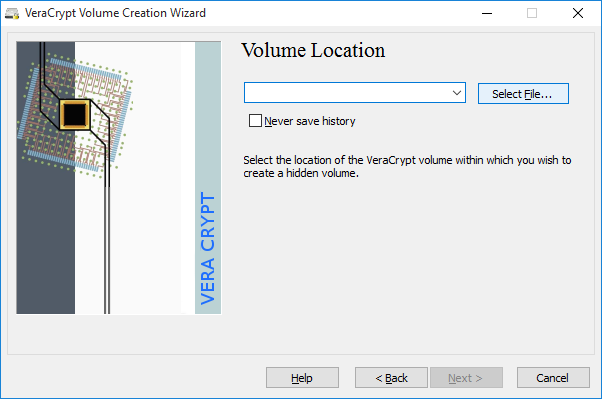 VeraCrypt Volume Creation Wizard
Volume Location
Select File...
Never save history
Select the location of the VeraCrypt volume within which you wish to
create a hidden volume.
VERA CRYPT
Help
< Back
Next >
Cancel